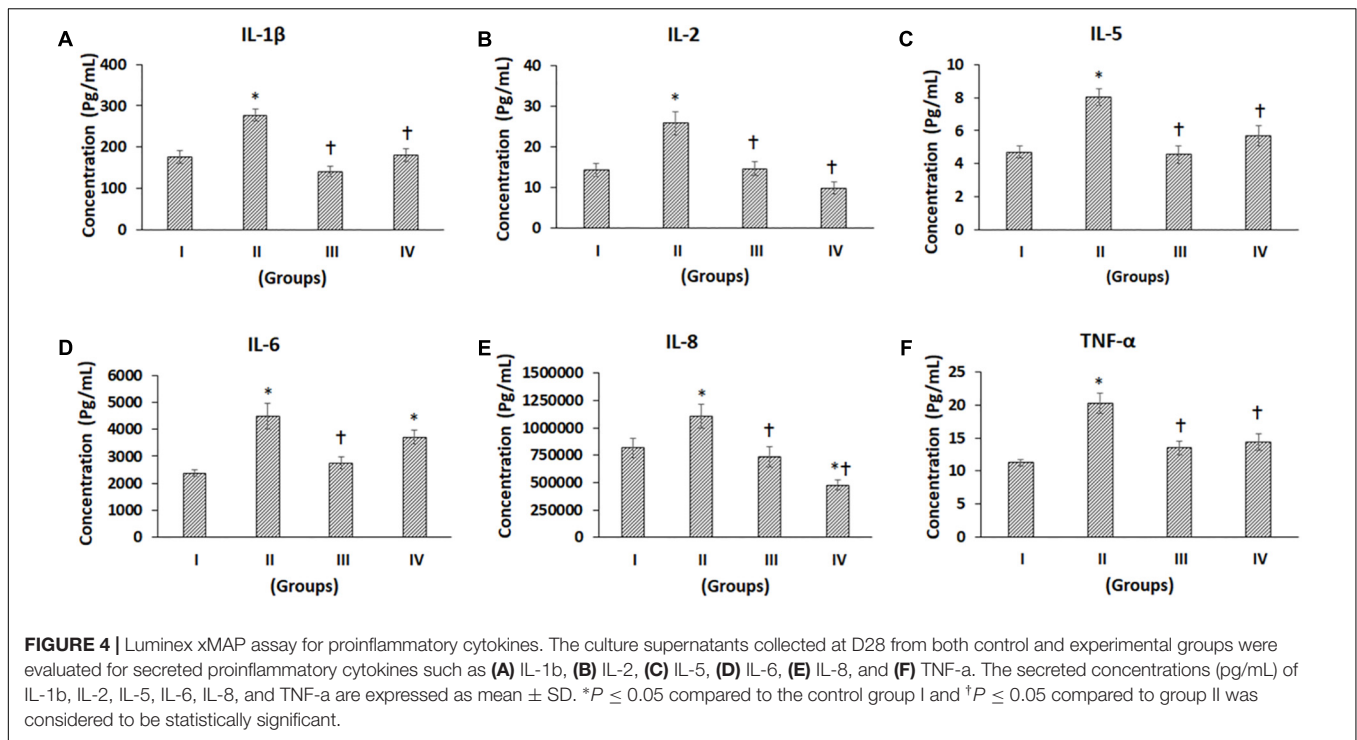 A
IL-1β
Concentration (Pg/mL)
400
300
200
100
0
*
†
†
I II III IV
(Groups)
B
IL-2
Concentration (Pg/mL)
40
30
20
10
0
*
†
†
I II III IV
(Groups)
C
IL-5
Concentration (Pg/mL)
10
8
6
4
2
0
*
†
†
I II III IV
(Groups)
D
IL-6
Concentration (Pg/mL)
6000
5000
4000
3000
2000
1000
0
*
†
*
I II III IV
(Groups)
E
IL-8
Concentration (Pg/mL)
1500000
1250000
1000000
750000
500000
250000
0
*
†
*†
I II III IV
(Groups)
F
TNF-α
Concentration (Pg/mL)
25
20
15
10
5
0
*
†
†
I II III IV
(Groups)
FIGURE 4 | Luminex xMAP assay for proinflammatory cytokines. The culture supernatants collected at D28 from both control and experimental groups were
evaluated for secreted proinflammatory cytokines such as (A) IL-1b, (B) IL-2, (C) IL-5, (D) IL-6, (E) IL-8, and (F) TNF-a. The secreted concentrations (pg/mL) of
IL-1b, IL-2, IL-5, IL-6, IL-8, and TNF-a are expressed as mean ± SD. *P ≤ 0.05 compared to the control group I and †P ≤ 0.05 compared to group II was
considered to be statistically significant.